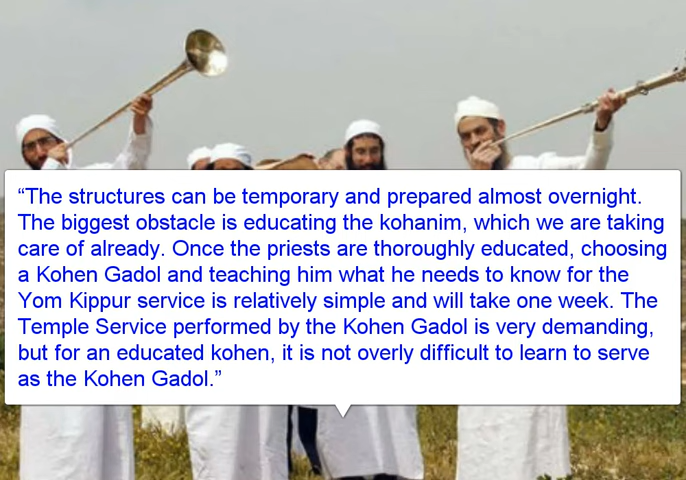 “The structures can be temporary and prepared almost overnight.
The biggest obstacle is educating the kohanim, which we are taking
care of already. Once the priests are thoroughly educated, choosing
a Kohen Gadol and teaching him what he needs to know for the
Yom Kippur service is relatively simple and will take one week. The
Temple Service performed by the Kohen Gadol is very demanding,
but for an educated kohen, it is not overly difficult to learn to serve
as the Kohen Gadol.”